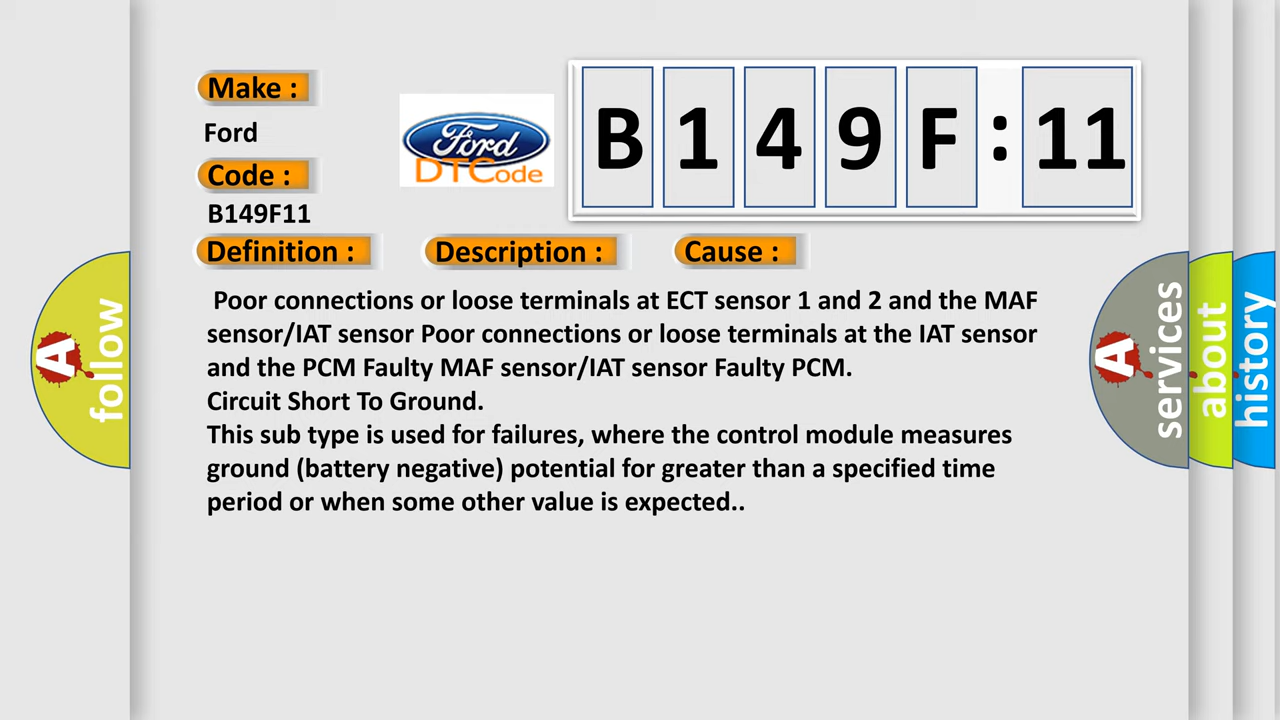 Make :
Ford
Code :
B149F11
Ford
DTCode
B149F:11
Definition :
Description :
Cause :
Poor connections or loose terminals at ECT sensor 1 and 2 and the MAF
sensor/IAT sensor Poor connections or loose terminals at the IAT sensor
and the PCM Faulty MAF sensor/IAT sensor Faulty PCM.
Circuit Short To Ground.
This sub type is used for failures, where the control module measures
ground (battery negative) potential for greater than a specified time
period or when some other value is expected..
A
follow
A
services
about
history